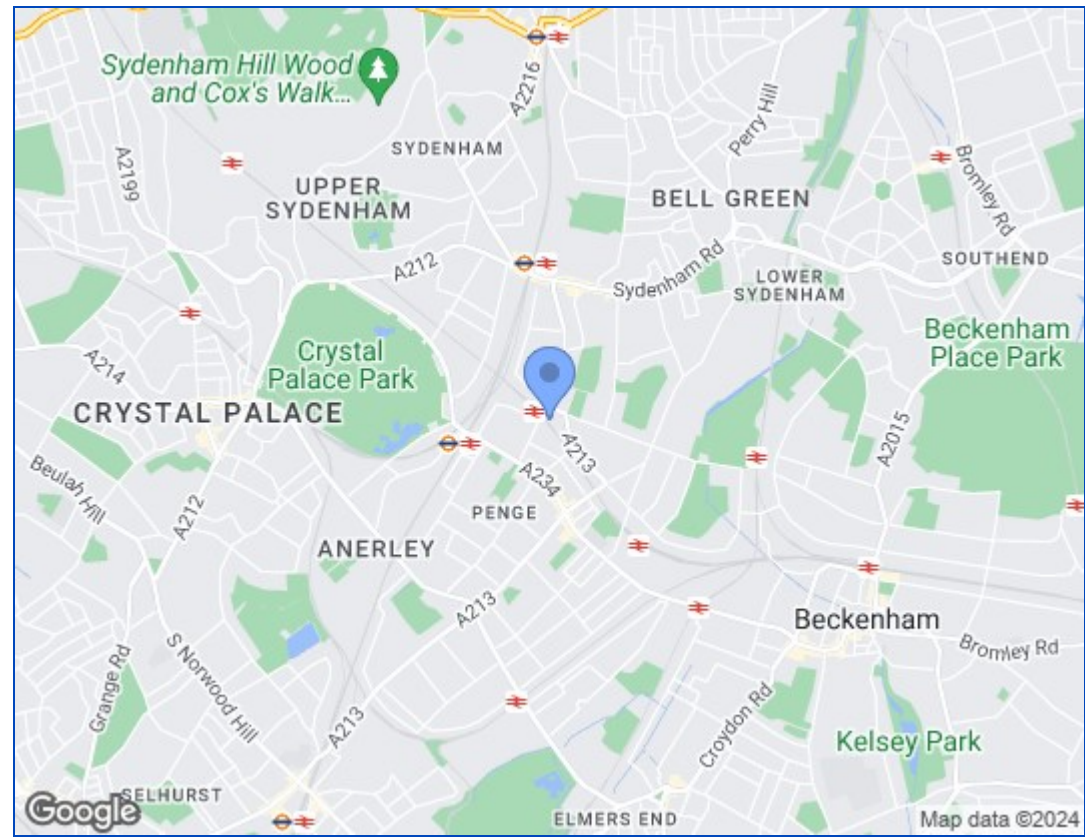 Sydenham Hill Wood
and Cox's Walk...
A2216
Perry Hill
SYDENHAM
A2199
Bromley Rd
UPPER
SYDENHAM
BELL GREEN
A212
Sydenham Rd
SOUTHEND
LOWER
SYDENHAM
Crystal
Palace Park
Beckenham
Place Park
A214
CRYSTAL PALACE
A213
A2015
A234
Beulah Hill
A212
PENGE
ANERLEY
A213
Beckenham
Bromley Rd
Grange Rd
S Norwood Hill
A213
Croydon Rd
Kelsey Park
SELHURST
Google
ELMERS END
Map data ©2024